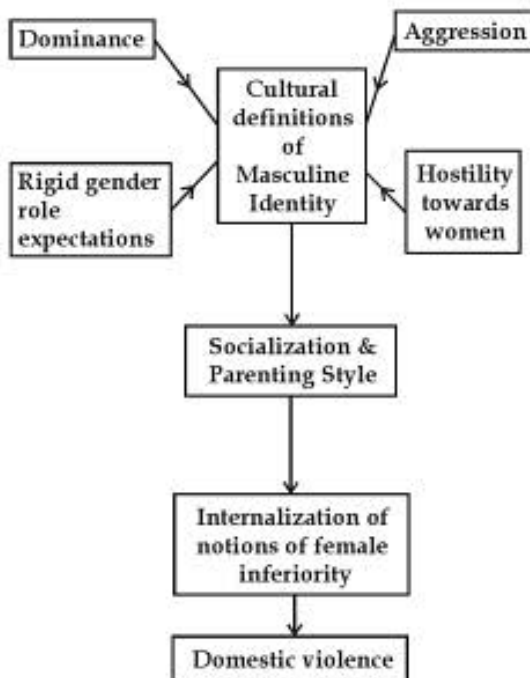 Dominance
Aggression
Cultural
definitions
of
Masculine
Identity
Rigid gender
role
expectations
Hostility
towards
women
Socialization &
Parenting Style
Internalization of
notions of female
inferiority
Domestic violence